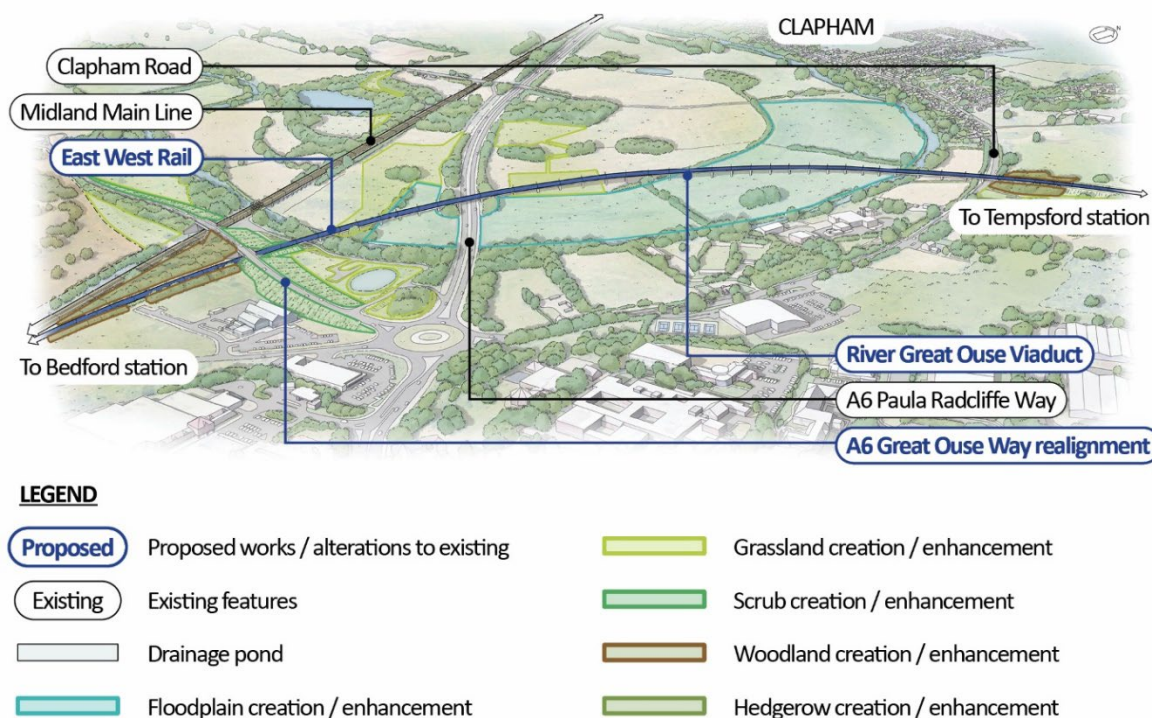 CLAPHAM
N
Clapham Road
Midland Main Line
East West Rail
To Tempsford station
To Bedford station
River Great Ouse Viaduct
A6 Paula Radcliffe Way
A6 Great Ouse Way realignment
LEGEND
Proposed Proposed works / alterations to existing
Existing Existing features
Drainage pond
Floodplain creation / enhancement
Grassland creation / enhancement
Scrub creation / enhancement
Woodland creation / enhancement
Hedgerow creation / enhancement